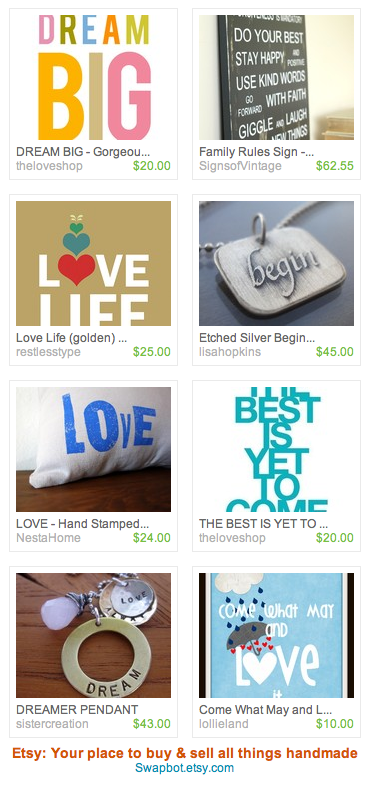 DREAM
BIG
DREAM BIG - Gorgeou...
theloveshop $20.00
DO YOUR BEST
STAY HAPPY AND POSITIVE
USE KIND WORDS
GO FORWARD WITH FAITH
GIGGLE AND LAUGH
NEW THINGS
Family Rules Sign -...
SignsofVintage $62.55
LOVE
LIFE
Love Life (golden) ...
restlesstype $25.00
begin
Etched Silver Begin...
lisahopkins $45.00
LOVE
LOVE - Hand Stamped...
NestaHome $24.00
THE
BEST
IS
YET
TO
COME
THE BEST IS YET TO ...
theloveshop $20.00
LOVE
DREAM
DREAMER PENDANT
sistercreation $43.00
come what may
and
Love
it
Come What May and L...
lollieland $10.00
Etsy: Your place to buy & sell all things handmade
Swapbot.etsy.com